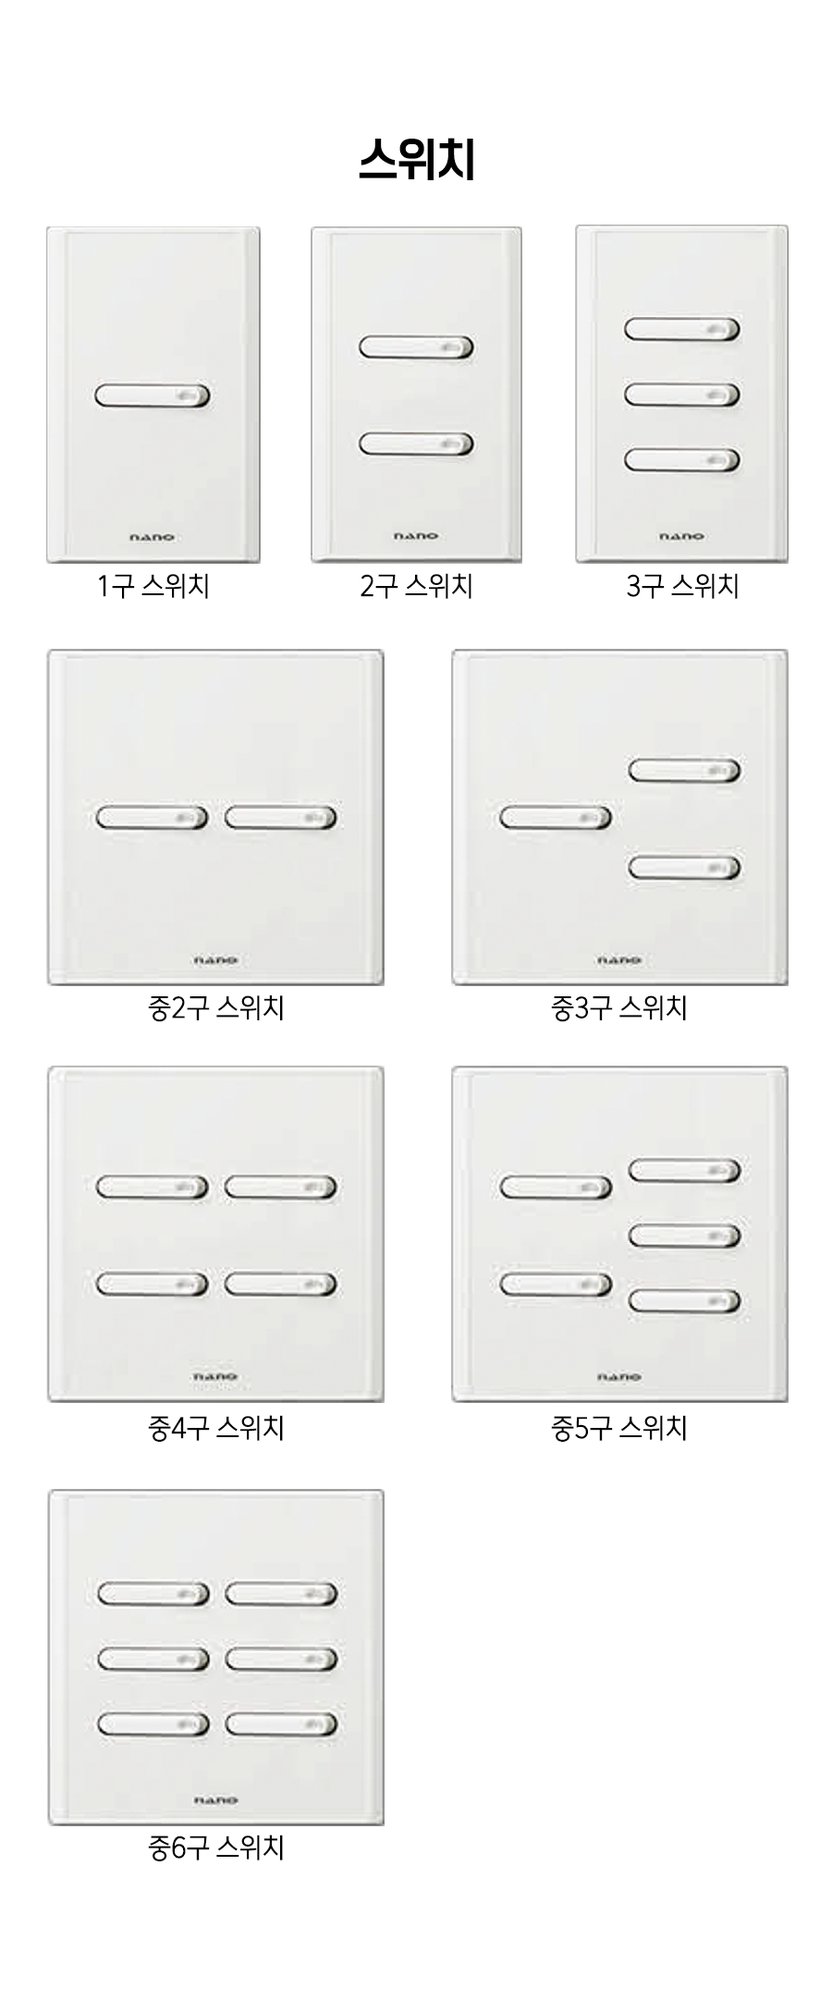 스위치
nano
nano
nano
1구 스위치
2구 스위치
3구 스위치
nano
nano
중2구 스위치
중3구 스위치
nano
nano
중4구 스위치
중5구 스위치
nano
중6구 스위치